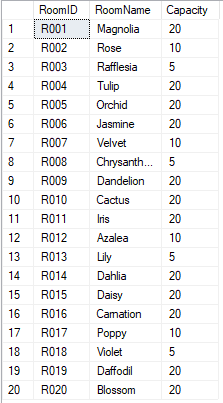 RoomID RoomName Capacity
1 R001 Magnolia 20
2 R002 Rose 10
3 R003 Rafflesia 5
4 R004 Tulip 20
5 R005 Orchid 20
6 R006 Jasmine 20
7 R007 Velvet 10
8 R008 Chrysanth... 5
9 R009 Dandelion 20
10 R010 Cactus 20
11 R011 Iris 20
12 R012 Azalea 10
13 R013 Lily 5
14 R014 Dahlia 20
15 R015 Daisy 20
16 R016 Carnation 20
17 R017 Poppy 10
18 R018 Violet 5
19 R019 Daffodil 20
20 R020 Blossom 20